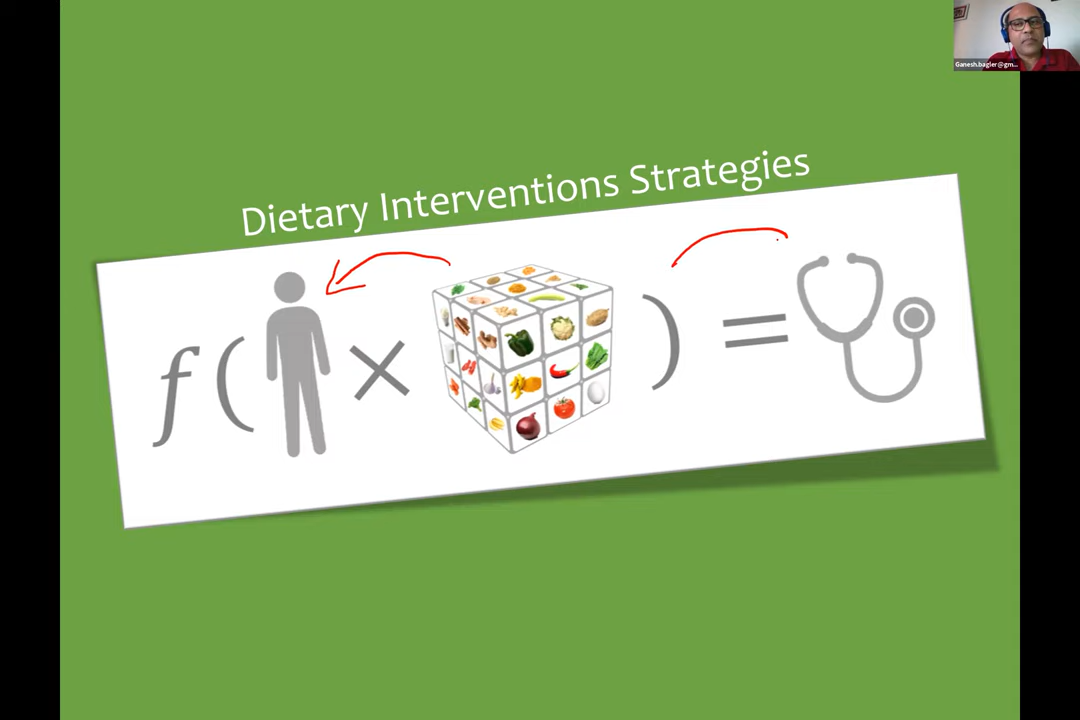 Ganesh.bagler@gm...
Dietary Interventions Strategies
f( × ) =